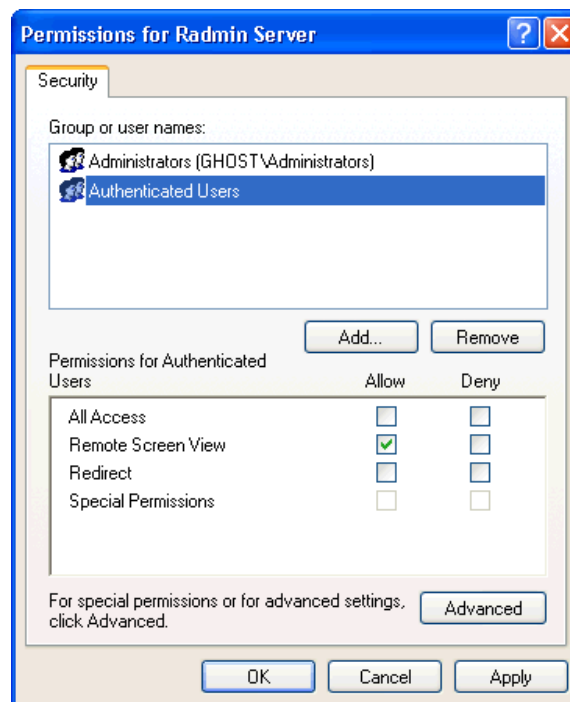 Permissions for Radmin Server
Security
Group or user names:
Administrators (GHOST\Administrators)
Authenticated Users
Add... Remove
Permissions for Authenticated
Users Allow Deny
All Access
Remote Screen View
Redirect
Special Permissions
For special permissions or for advanced settings,
click Advanced.
Advanced
OK Cancel Apply